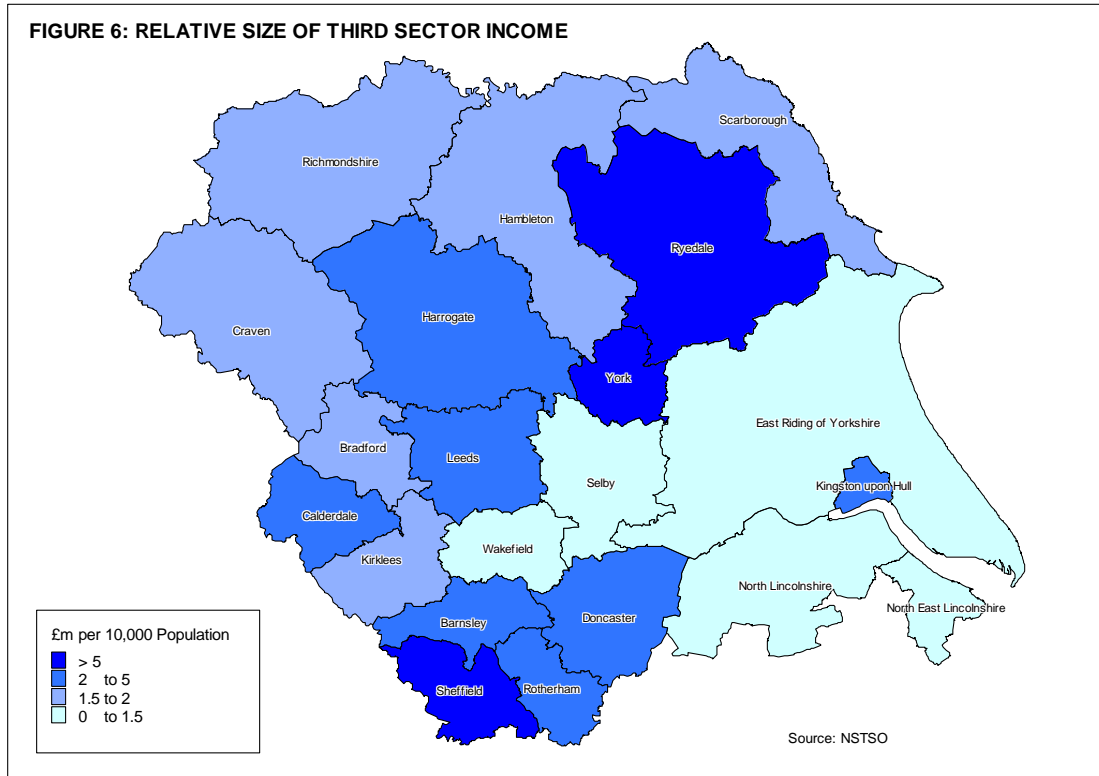 FIGURE 6: RELATIVE SIZE OF THIRD SECTOR INCOME
Scarborough
Richmondshire
Hambleton
Ryedale
Harrogate
Craven
York
East Riding of Yorkshire
Bradford
Leeds
Selby
Kingston upon Hull
Calderdale
Wakefield
Kirklees
North Lincolnshire
North East Lincolnshire
Barnsley
Doncaster
Sheffield
Rotherham
£m per 10,000 Population
> 5
2 to 5
1.5 to 2
0 to 1.5
Source: NSTSO